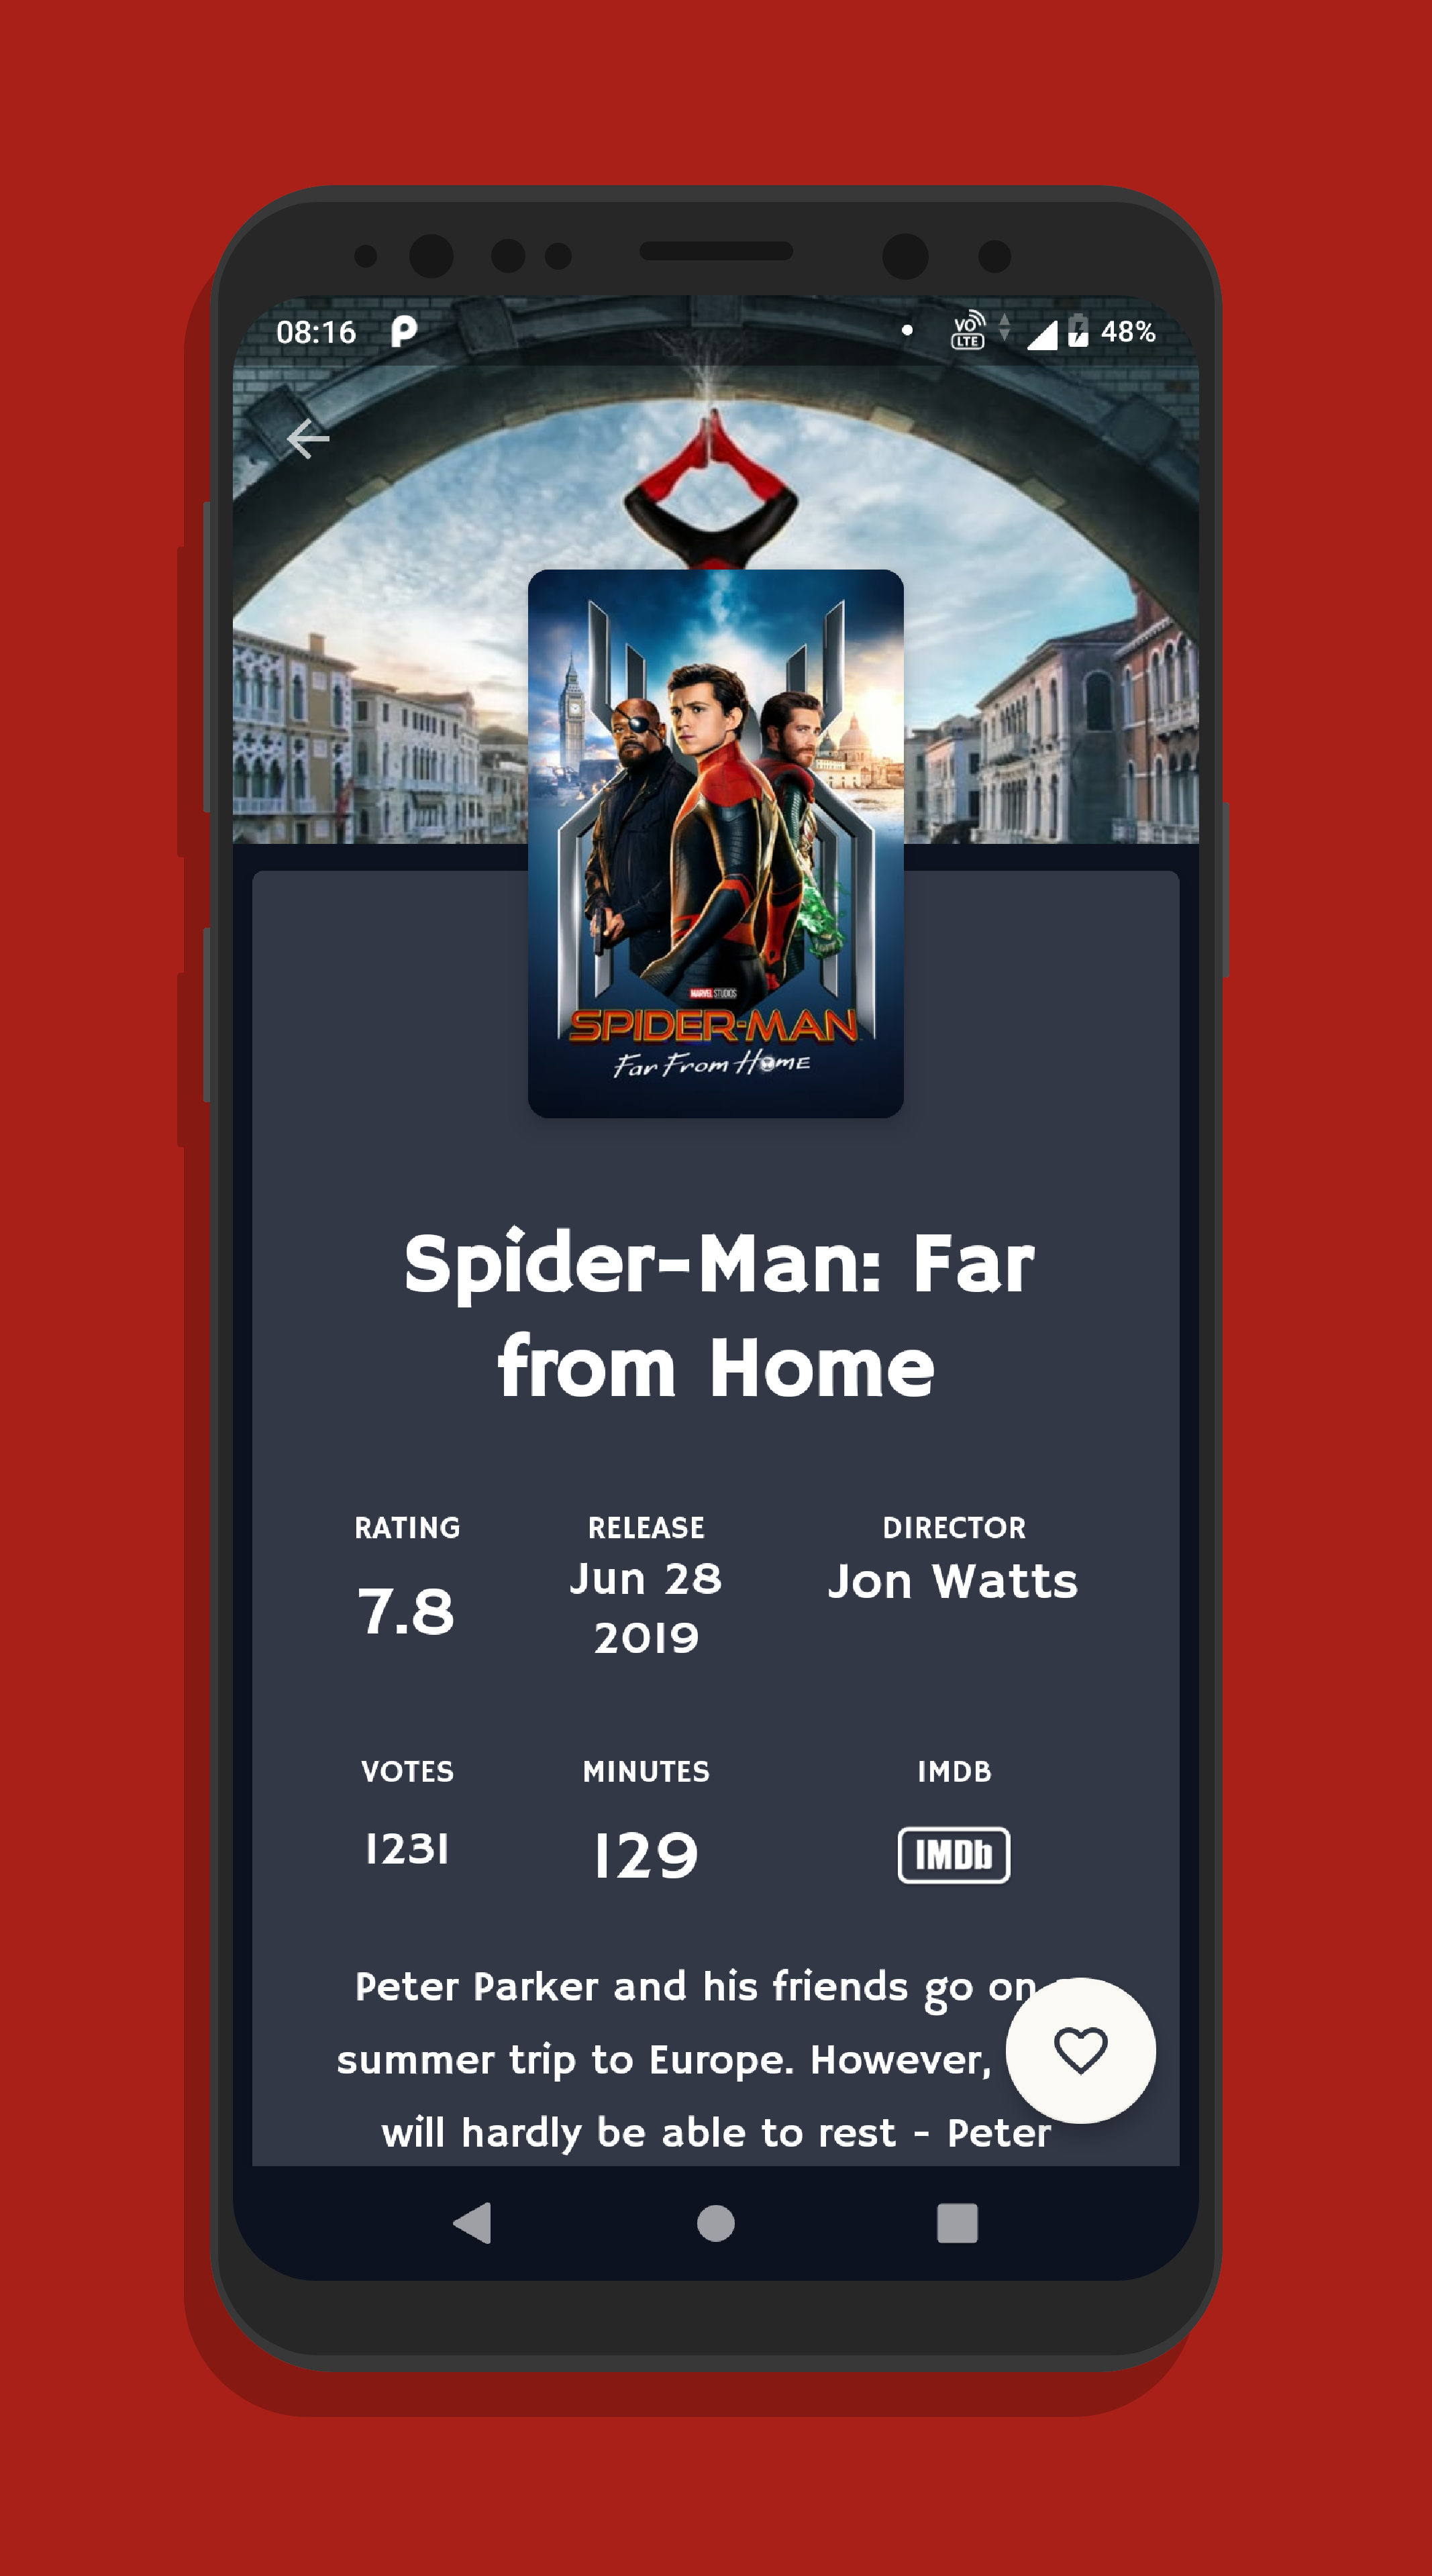 08:16
VO
LTE
48%
MARVEL STUDIOS
SPIDER-MAN
Far From Home
Spider-Man: Far
from Home
RATING
7.8
RELEASE
Jun 28
2019
DIRECTOR
Jon Watts
VOTES
1231
MINUTES
129
IMDB
IMDb
Peter Parker and his friends go on
summer trip to Europe. However,
will hardly be able to rest - Peter